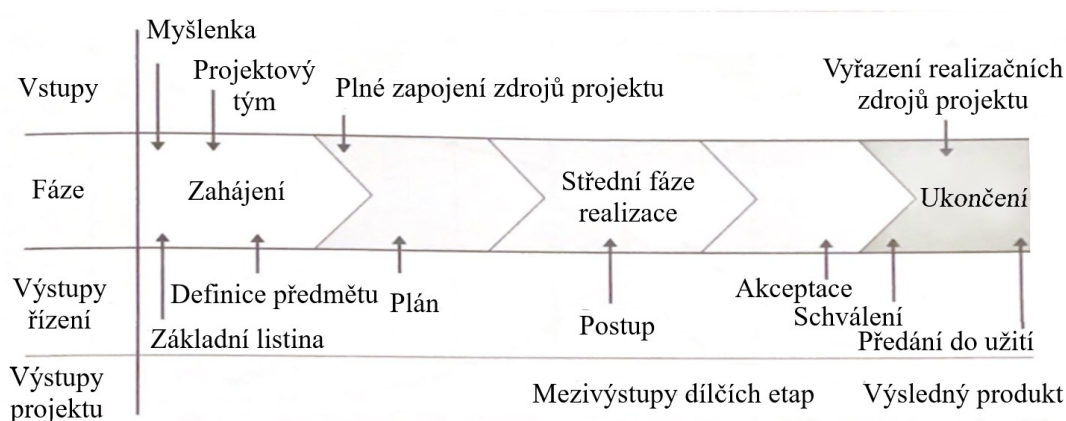 Myšlenka
Vstupy
Projektový
tým
Plné zapojení zdrojů projektu
Vyřazení realizačních
zdrojů projektu
Fáze
Zahájení
Střední fáze
realizace
Ukončení
Výstupy
řízení
Definice předmětu
Základní listina
Plán
Postup
Akceptace
Schválení
Předání do užití
Výstupy
projektu
Mezivýstupy dílčích etap
Výsledný produkt